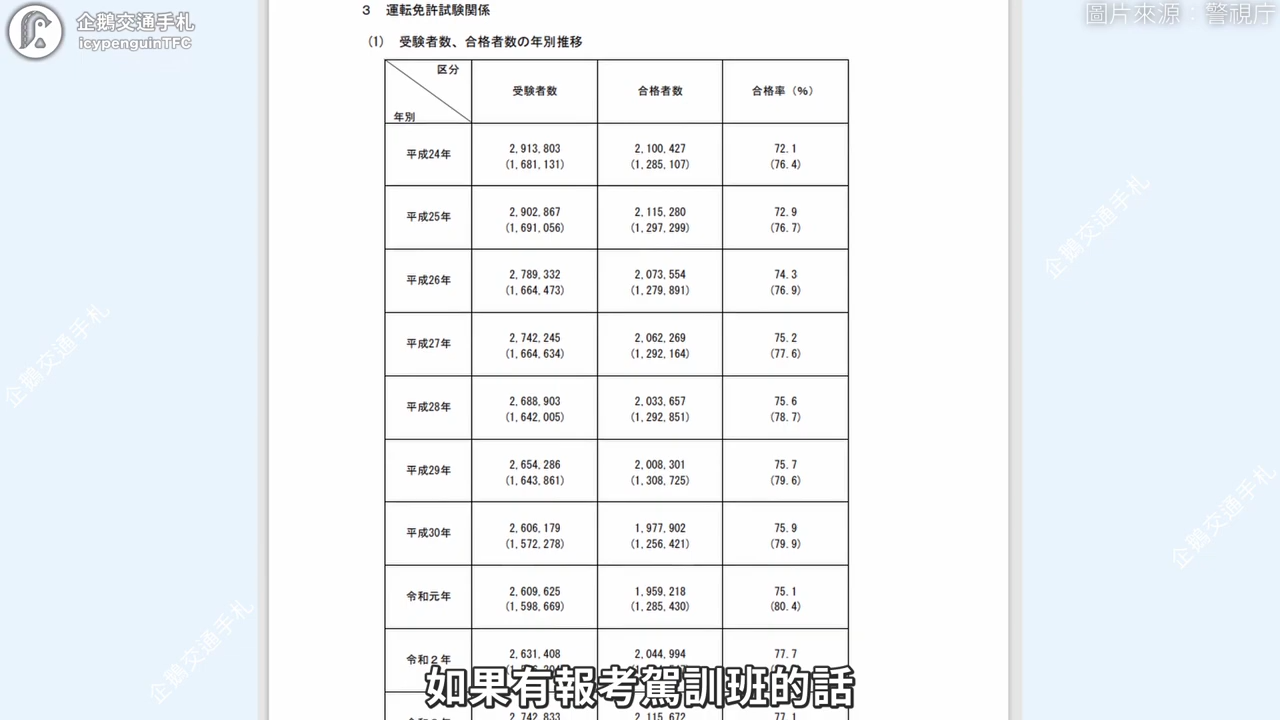 企鵝交通手札
icypenguinTFC
圖片來源：警視庁
3 運転免許試験関係
(1) 受験者数、合格者数の年別推移
区分
年別
受験者数
合格者数
合格率（%）
平成24年
2,913,803
(1,681,131)
2,100,427
(1,285,107)
72.1
(76.4)
平成25年
2,902,867
(1,691,056)
2,115,280
(1,297,299)
72.9
(76.7)
平成26年
2,789,332
(1,664,473)
2,073,554
(1,279,891)
74.3
(76.9)
平成27年
2,742,245
(1,664,634)
2,062,269
(1,292,164)
75.2
(77.6)
平成28年
2,688,903
(1,642,005)
2,033,657
(1,292,851)
75.6
(78.7)
平成29年
2,654,286
(1,643,861)
2,008,301
(1,308,725)
75.7
(79.6)
平成30年
2,606,179
(1,572,278)
1,977,902
(1,256,421)
75.9
(79.9)
令和元年
2,609,625
(1,598,669)
1,959,218
(1,285,430)
75.1
(80.4)
令和2年
2,631,408
2,044,994
77.7
2,742,833
2,115,672
77.1
如果有報考駕訓班的話
企鵝交通手札
企鵝交通手札
企鵝交通手札
企鵝交通手札